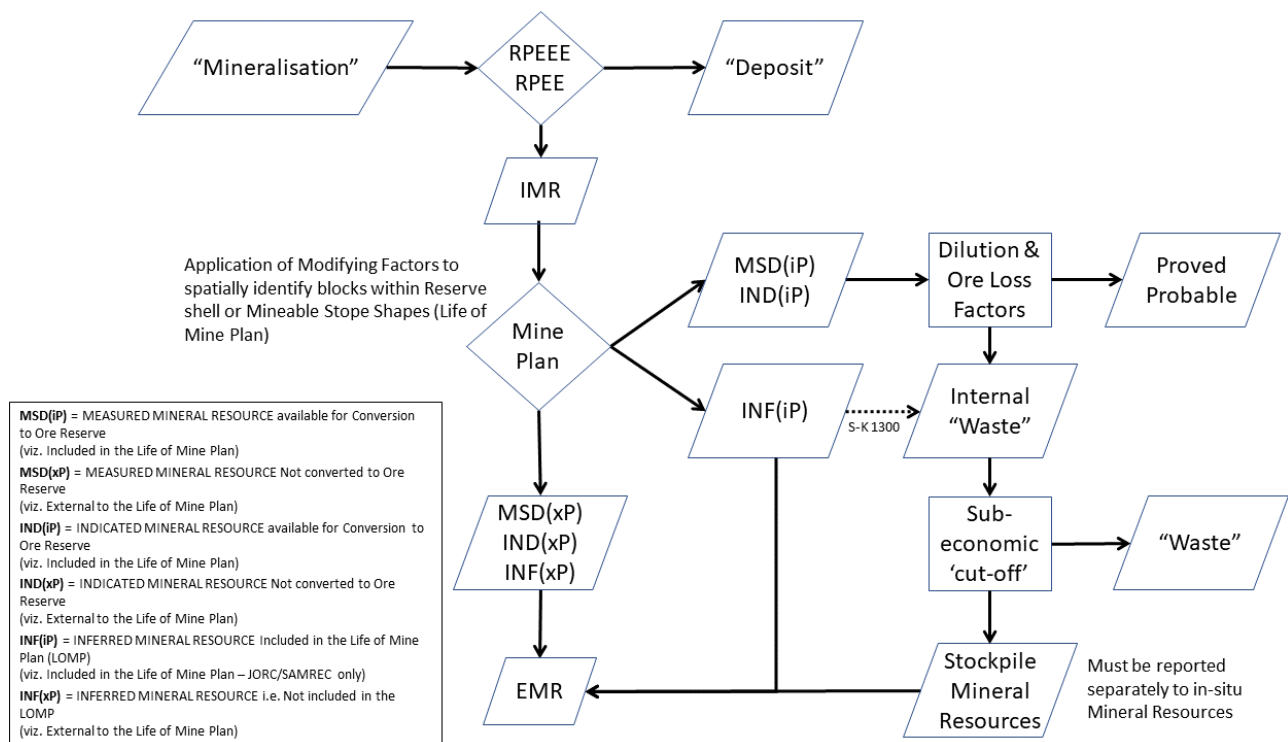 “Mineralisation”
RPEEE
RPEE
“Deposit”
IMR
Application of Modifying Factors to
spatially identify blocks within Reserve
shell or Mineable Stope Shapes (Life of
Mine Plan)
Mine
Plan
MSD(iP)
IND(iP)
Dilution &
Ore Loss
Factors
Proved
Probable
INF(iP)
S-K 1300
Internal
“Waste”
MSD(xP)
IND(xP)
INF(xP)
Sub-
economic
‘cut-off’
“Waste”
EMR
Stockpile
Mineral
Resources
Must be reported
separately to in-situ
Mineral Resources
MSD(iP) = MEASURED MINERAL RESOURCE available for Conversion
to Ore Reserve
(viz. Included in the Life of Mine Plan)
MSD(xP) = MEASURED MINERAL RESOURCE Not converted to Ore
Reserve
(viz. External to the Life of Mine Plan)
IND(iP) = INDICATED MINERAL RESOURCE available for Conversion to
Ore Reserve
(viz. Included in the Life of Mine Plan)
IND(xP) = INDICATED MINERAL RESOURCE Not converted to Ore
Reserve
(viz. External to the Life of Mine Plan)
INF(iP) = INFERRED MINERAL RESOURCE Included in the Life of Mine
Plan (LOMP)
(viz. Included in the Life of Mine Plan – JORC/SAMREC only)
INF(xP) = INFERRED MINERAL RESOURCE i.e. Not included in the
LOMP
(viz. External to the Life of Mine Plan)